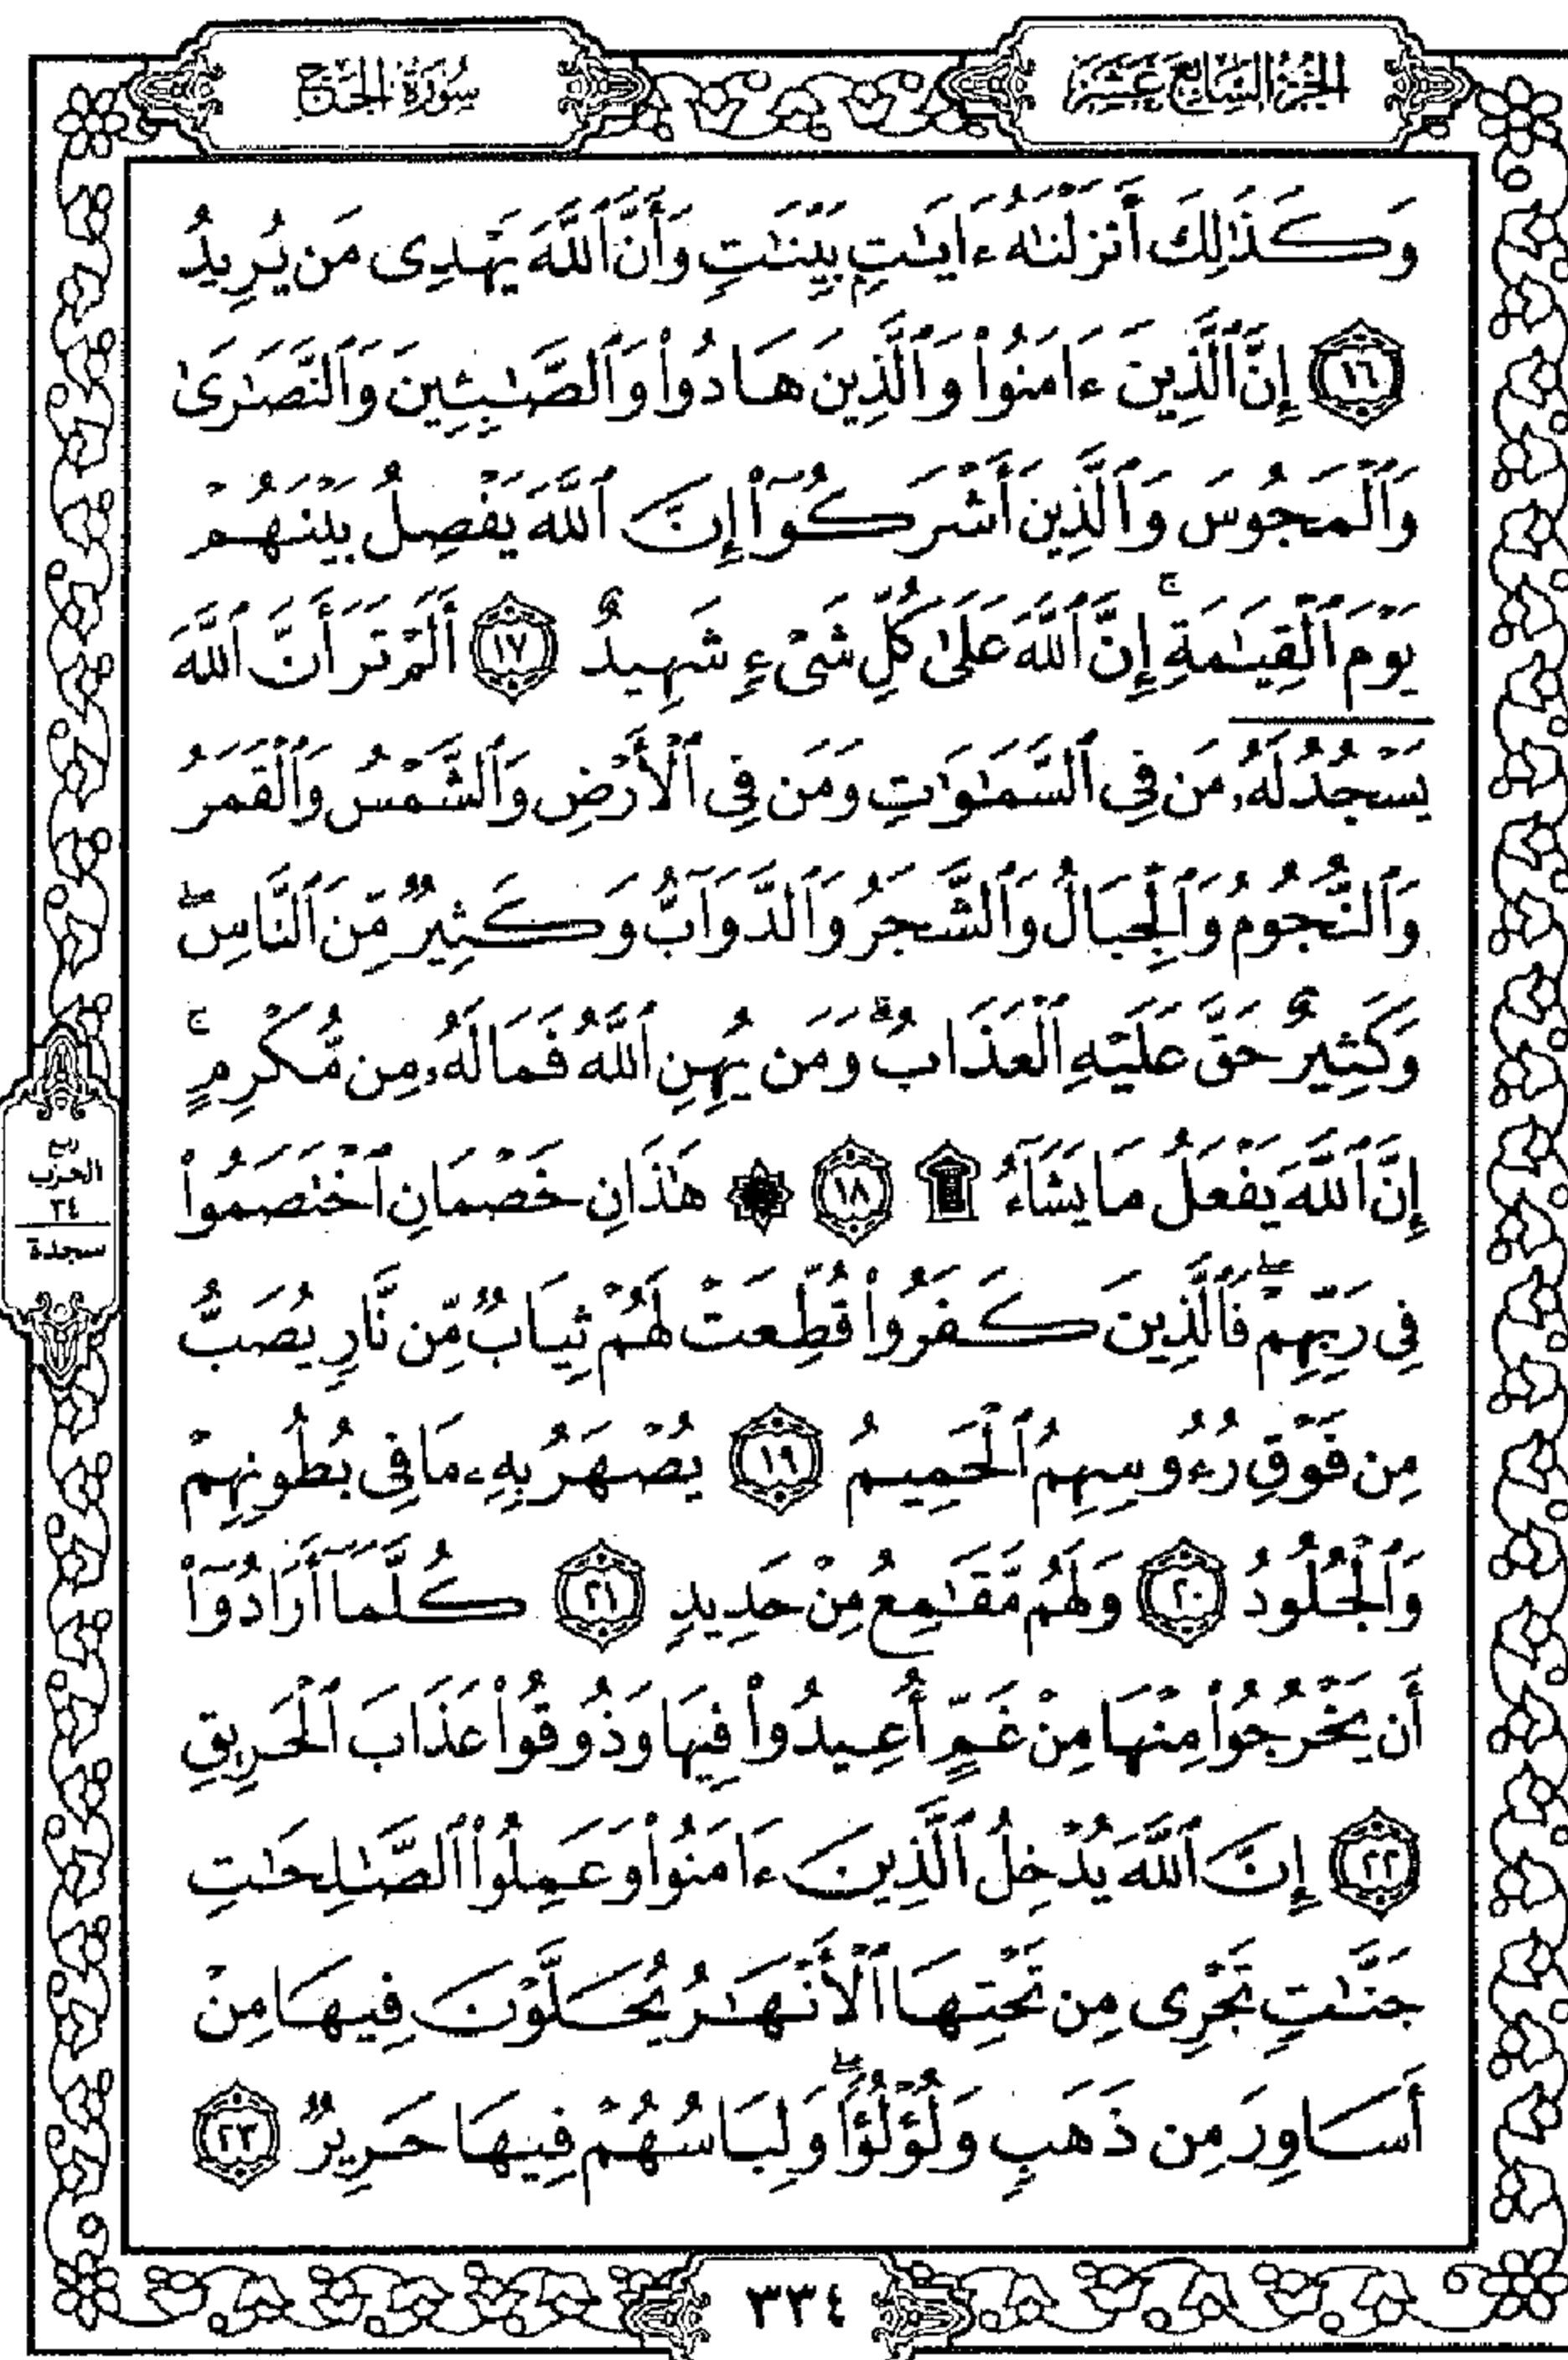 الجزء السابع عشر
سورة الحج
وَكَذَٰلِكَ أَنزَلْنَٰهُ ءَايَٰتٍۭ بَيِّنَٰتٍ وَأَنَّ ٱللَّهَ يَهْدِى مَن يُرِيدُ
١٦ إِنَّ ٱلَّذِينَ ءَامَنُوا۟ وَٱلَّذِينَ هَادُوا۟ وَٱلصَّٰبِـِٔينَ وَٱلنَّصَٰرَىٰ
وَٱلْمَجُوسَ وَٱلَّذِينَ أَشْرَكُوٓا۟ إِنَّ ٱللَّهَ يَفْصِلُ بَيْنَهُمْ
يَوْمَ ٱلْقِيَٰمَةِ ۚ إِنَّ ٱللَّهَ عَلَىٰ كُلِّ شَىْءٍ شَهِيدٌ ١٧ أَلَمْ تَرَ أَنَّ ٱللَّهَ
يَسْجُدُ لَهُۥ مَن فِى ٱلسَّمَٰوَٰتِ وَمَن فِى ٱلْأَرْضِ وَٱلشَّمْسُ وَٱلْقَمَرُ
وَٱلنُّجُومُ وَٱلْجِبَالُ وَٱلشَّجَرُ وَٱلدَّوَآبُّ وَكَثِيرٌ مِّنَ ٱلنَّاسِ ۖ
وَكَثِيرٌ حَقَّ عَلَيْهِ ٱلْعَذَابُ ۗ وَمَن يُهِنِ ٱللَّهُ فَمَا لَهُۥ مِن مُّكْرِمٍ ۚ
إِنَّ ٱللَّهَ يَفْعَلُ مَا يَشَآءُ ۩ ١٨ ۞ هَٰذَانِ خَصْمَانِ ٱخْتَصَمُوا۟
فِى رَبِّهِمْ ۖ فَٱلَّذِينَ كَفَرُوا۟ قُطِّعَتْ لَهُمْ ثِيَابٌ مِّن نَّارٍ يُصَبُّ
مِن فَوْقِ رُءُوسِهِمُ ٱلْحَمِيمُ ١٩ يُصْهَرُ بِهِۦ مَا فِى بُطُونِهِمْ
وَٱلْجُلُودُ ٢٠ وَلَهُم مَّقَٰمِعُ مِنْ حَدِيدٍ ٢١ كُلَّمَآ أَرَادُوٓا۟
أَن يَخْرُجُوا۟ مِنْهَا مِنْ غَمٍّ أُعِيدُوا۟ فِيهَا وَذُوقُوا۟ عَذَابَ ٱلْحَرِيقِ
٢٢ إِنَّ ٱللَّهَ يُدْخِلُ ٱلَّذِينَ ءَامَنُوا۟ وَعَمِلُوا۟ ٱلصَّٰلِحَٰتِ
جَنَّٰتٍ تَجْرِى مِن تَحْتِهَا ٱلْأَنْهَٰرُ يُحَلَّوْنَ فِيهَا مِنْ
أَسَاوِرَ مِن ذَهَبٍ وَلُؤْلُؤًا ۖ وَلِبَاسُهُمْ فِيهَا حَرِيرٌ ٢٣
ربع
الحزب
٣٤
سجدة
٣٣٤